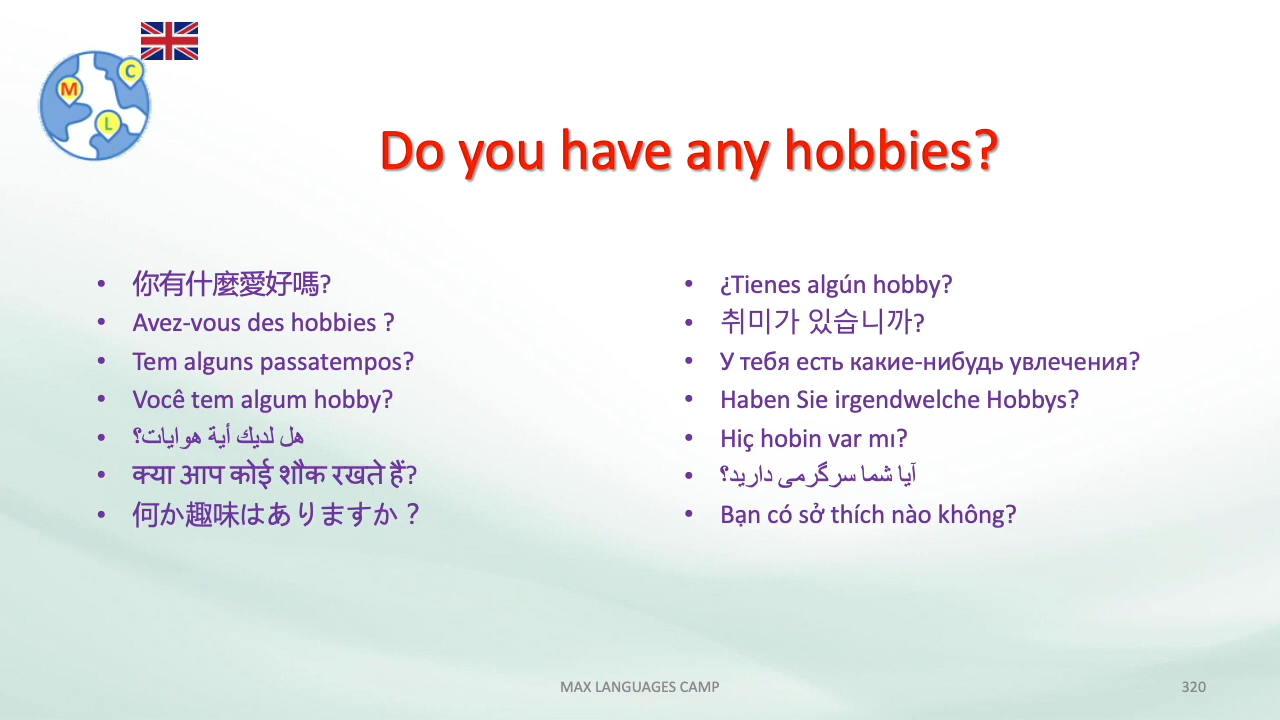 M
C
L
Do you have any hobbies?
• 你有什麼愛好嗎?
• Avez-vous des hobbies ?
• Tem alguns passatempos?
• Você tem algum hobby?
• هل لديك أية هوايات؟
• क्या आप कोई शौक रखते हैं?
• 何か趣味はありますか？
• ¿Tienes algún hobby?
• 취미가 있습니까?
• У тебя есть какие-нибудь увлечения?
• Haben Sie irgendwelche Hobbys?
• Hiç hobin var mı?
• آیا شما سرگرمی دارید؟
• Bạn có sở thích nào không?
MAX LANGUAGES CAMP
320